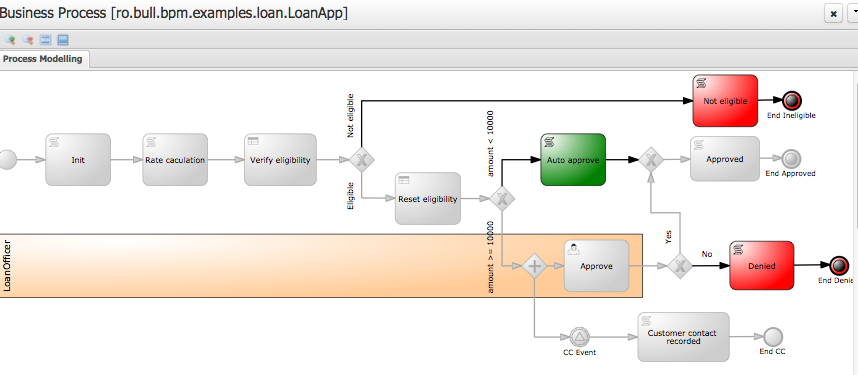 Business Process [ro.bull.bpm.examples.loan.LoanApp]
Process Modelling
Not eligible
amount < 10000
Not eligible
End Ineligible
Init
Rate caculation
Verify eligibility
Auto approve
Approved
End Approved
Eligible
Reset eligibility
amount >= 10000
Yes
LoanOfficer
Approve
No
Denied
End Denie
CC Event
Customer contact
recorded
End CC